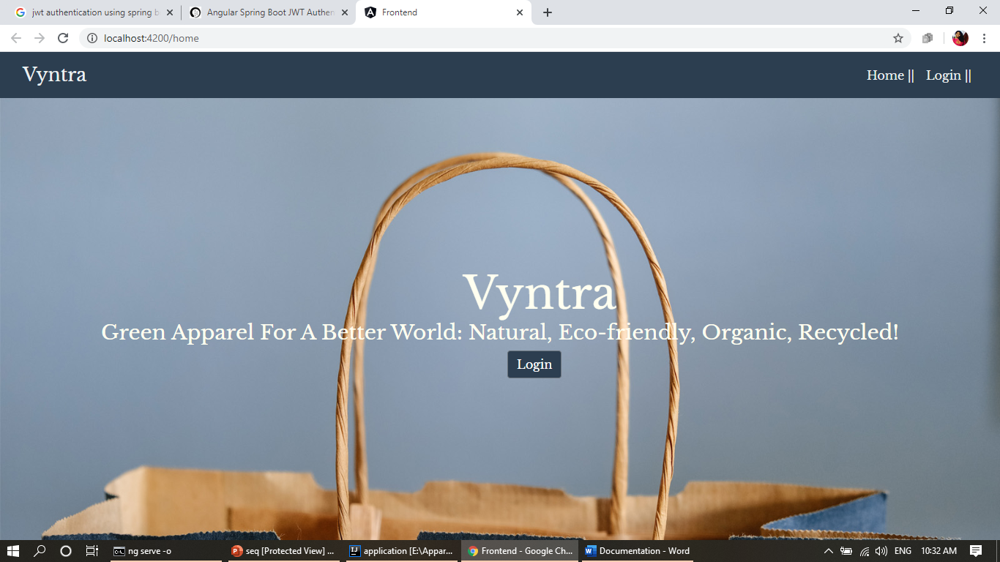 jwt authentication using spring b
Angular Spring Boot JWT Authen
Frontend
localhost:4200/home
Vyntra
Home ||
Login ||
Vyntra
Green Apparel For A Better World: Natural, Eco-friendly, Organic, Recycled!
Login
ng serve -o
seq [Protected View] ...
application [E:\Appar...
Frontend - Google Ch...
Documentation - Word
ENG
10:32 AM